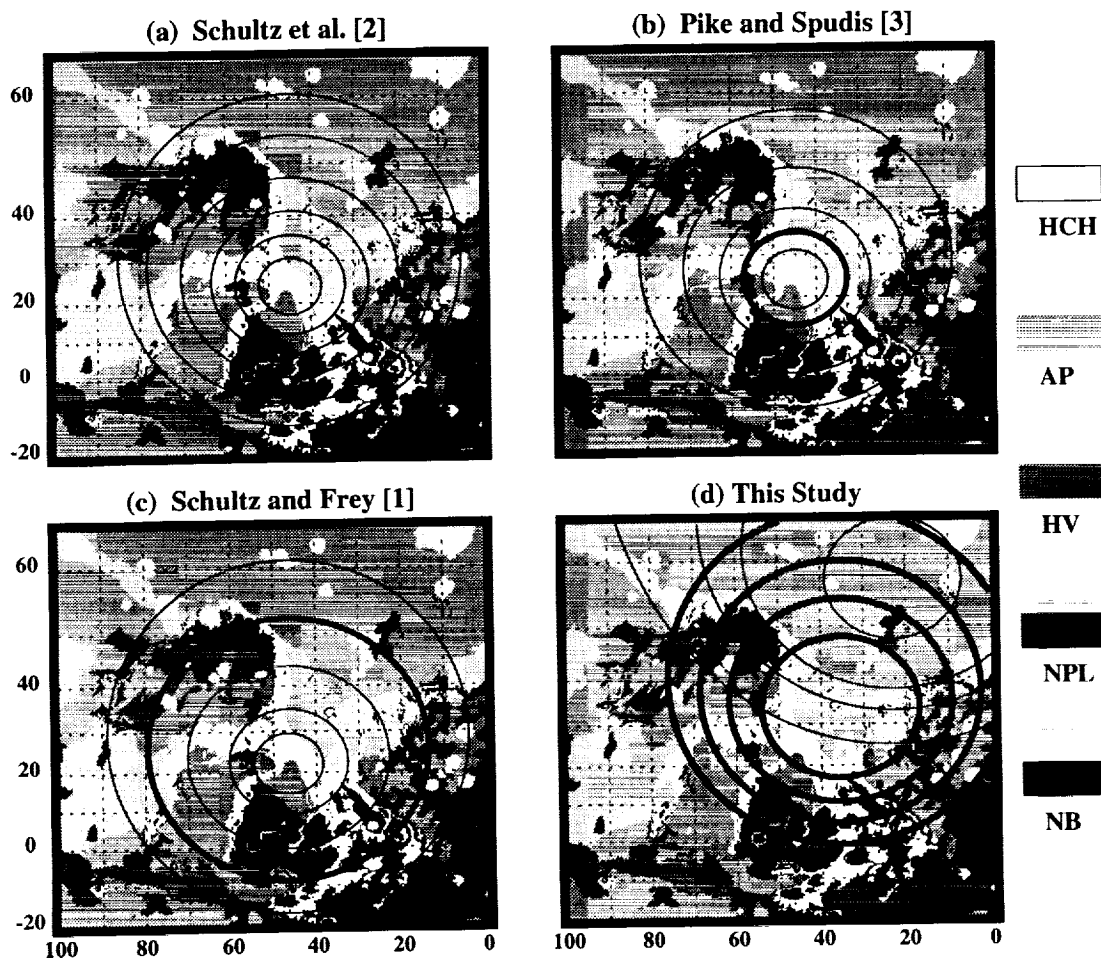 (a) Schultz et al. [2]
(b) Pike and Spudis [3]
60
40
20
0
-20
HCH
AP
HV
NPL
NB
(c) Schultz and Frey [1]
(d) This Study
60
40
20
0
-20
100
80
60
40
20
0
100
80
60
40
20
0